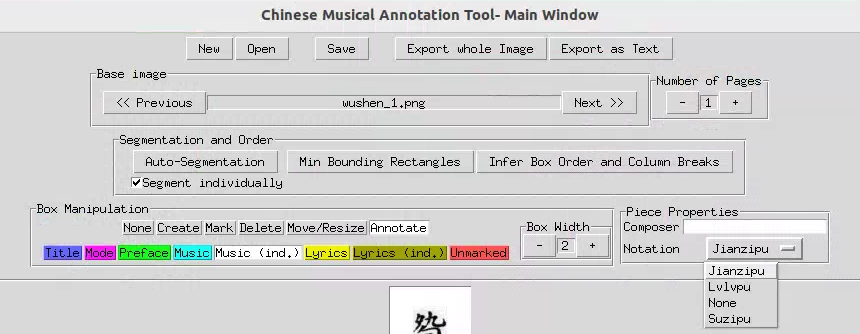 Chinese Musical Annotation Tool- Main Window
New Open Save Export whole Image Export as Text
Base image
<< Previous wushen_1.png Next >>
Number of Pages
- 1 +
Segmentation and Order
Auto-Segmentation Min Bounding Rectangles Infer Box Order and Column Breaks
Segment individually
Box Manipulation
None Create Mark Delete Move/Resize Annotate
Title Mode Preface Music Music (ind.) Lyrics Lyrics (ind.) Unmarked
Box Width
- 2 +
Piece Properties
Composer
Notation Jianzipu
Jianzipu
Lvlvpu
None
Suzipu